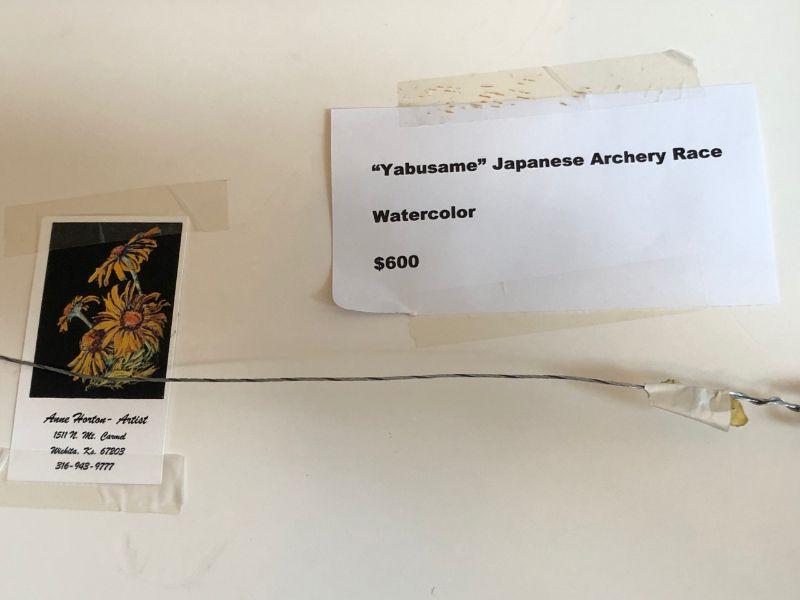 “Yabusame” Japanese Archery Race
Watercolor
$600
Anne Horton- Artist
1511 N. Mt. Carmel
Wichita, Ks. 67203
316-943-9777